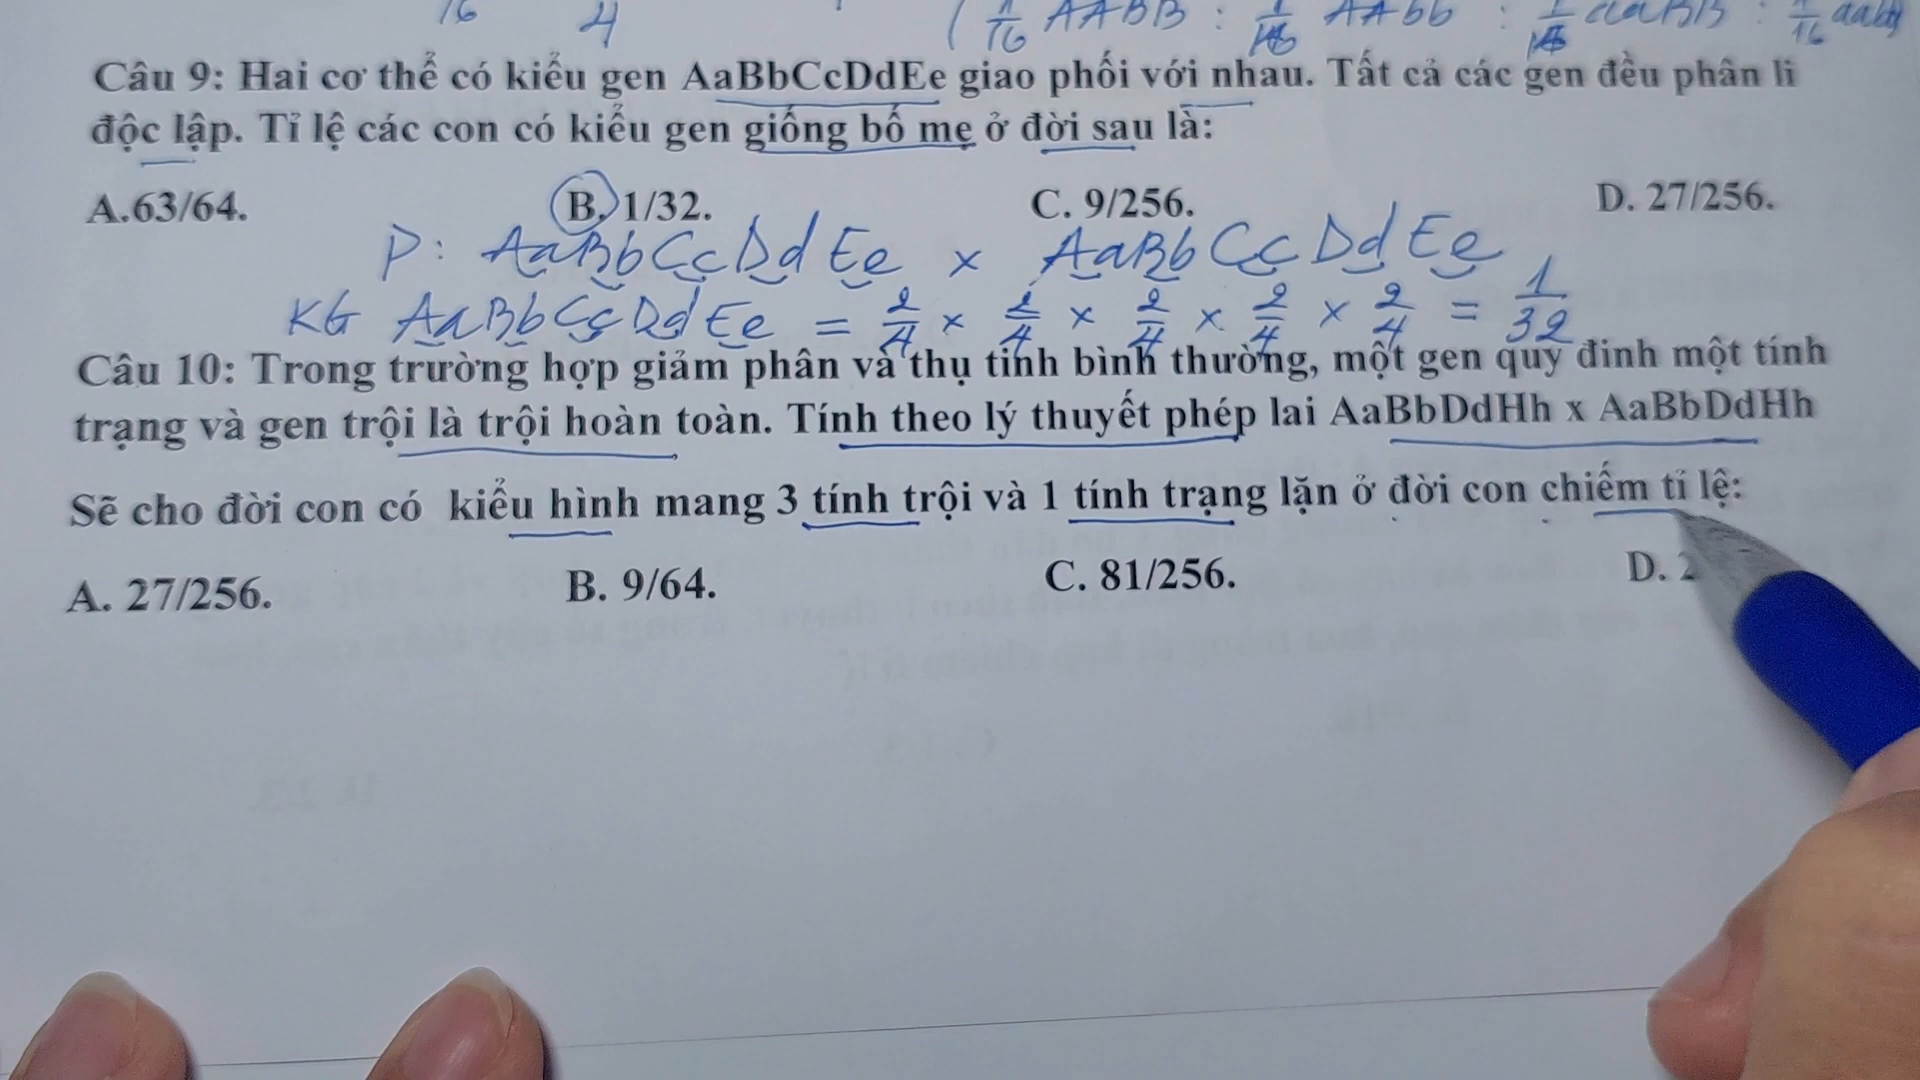 16 4 ( 1/16 AABB : 1/16 AAbb : 1/16 aaBB : 1/16 aabb
Câu 9: Hai cơ thể có kiểu gen AaBbCcDdEe giao phối với nhau. Tất cả các gen đều phân li
độc lập. Tỉ lệ các con có kiểu gen giống bố mẹ ở đời sau là:
A.63/64. B. 1/32. C. 9/256. D. 27/256.
P: AaBbCcDdEe x AaBbCcDdEe
KG AaBbCcDdEe = 2/4 x 2/4 x 2/4 x 2/4 x 2/4 = 1/32
Câu 10: Trong trường hợp giảm phân và thụ tinh bình thường, một gen quy đinh một tính
trạng và gen trội là trội hoàn toàn. Tính theo lý thuyết phép lai AaBbDdHh x AaBbDdHh
Sẽ cho đời con có kiểu hình mang 3 tính trội và 1 tính trạng lặn ở đời con chiếm tỉ lệ:
A. 27/256. B. 9/64. C. 81/256. D. 2